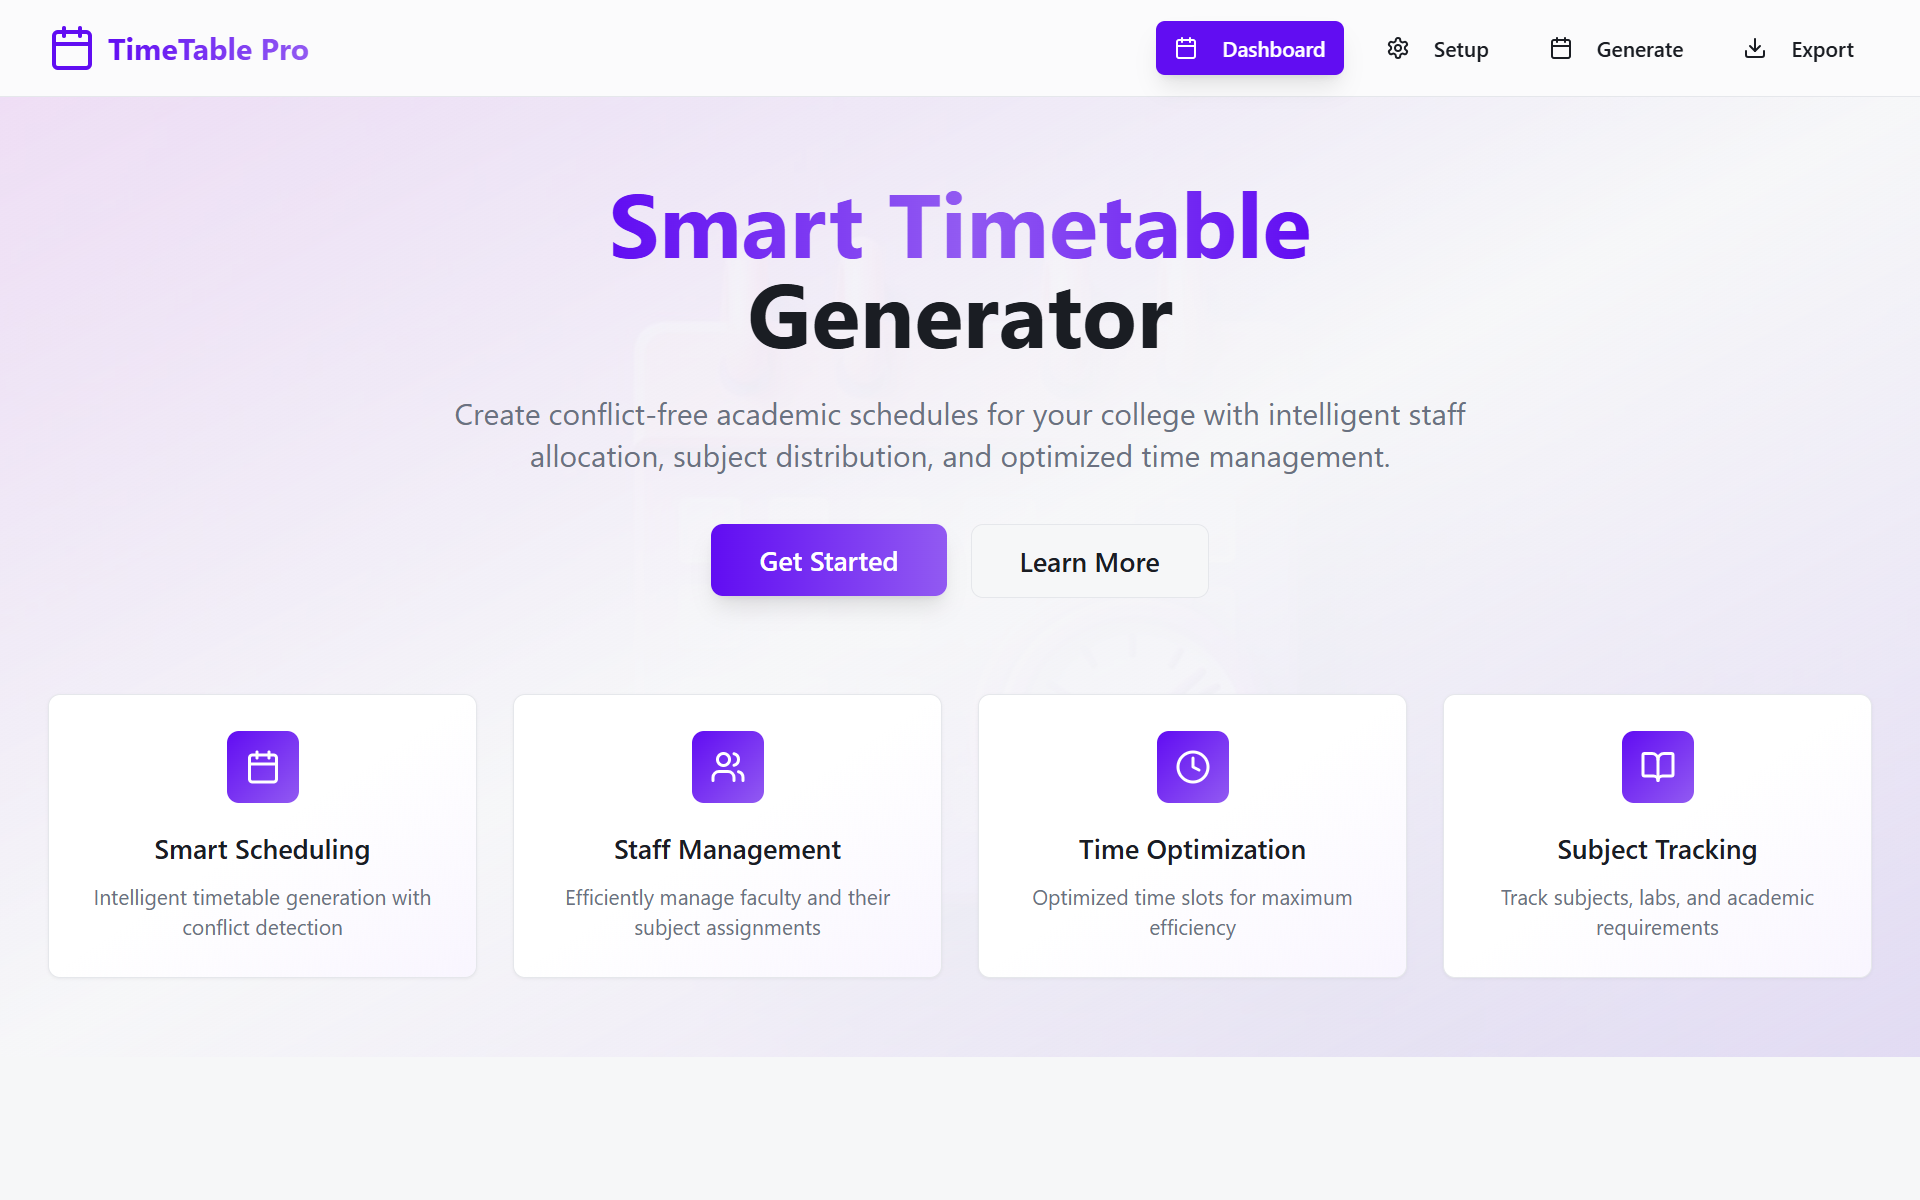 TimeTable Pro
Dashboard
Setup
Generate
Export
Smart Timetable
Generator
Create conflict-free academic schedules for your college with intelligent staff
allocation, subject distribution, and optimized time management.
Get Started
Learn More
Smart Scheduling
Intelligent timetable generation with
conflict detection
Staff Management
Efficiently manage faculty and their
subject assignments
Time Optimization
Optimized time slots for maximum
efficiency
Subject Tracking
Track subjects, labs, and academic
requirements